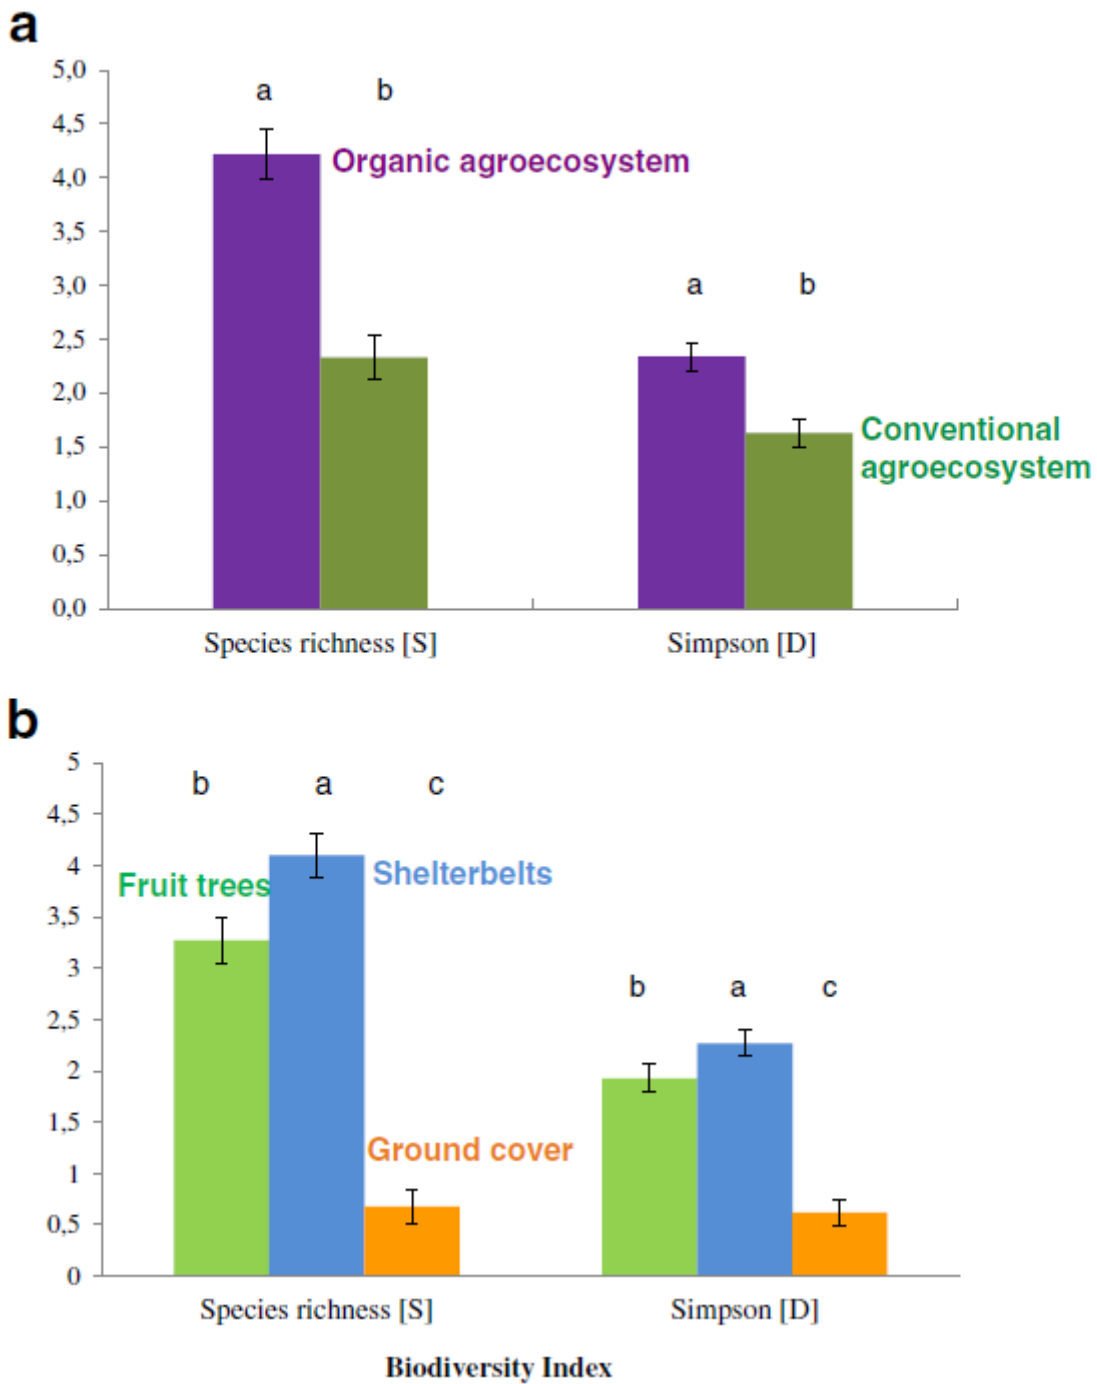 a
5,0
4,5
4,0
3,5
3,0
2,5
2,0
1,5
1,0
0,5
0,0
a b
Organic agroecosystem
a b
Conventional
agroecosystem
Species richness [S] Simpson [D]
b
5
4,5
4
3,5
3
2,5
2
1,5
1
0,5
0
b a c
Fruit trees Shelterbelts
b a c
Ground cover
Species richness [S] Simpson [D]
Biodiversity Index